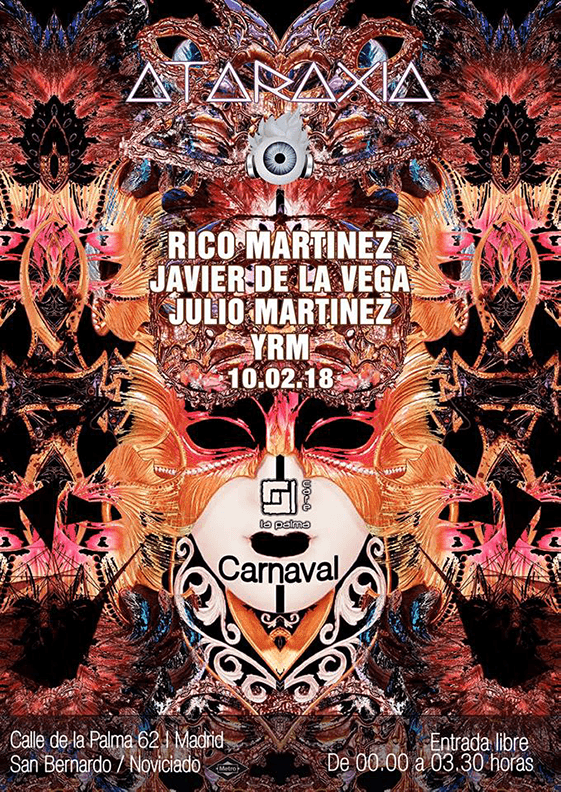 ATARAXIA
RICO MARTINEZ
JAVIER DE LA VEGA
JULIO MARTINEZ
YRM
10.02.18
café
la palma
Carnaval
Calle de la Palma 62 | Madrid
San Bernardo / Noviciado
Metro
Entrada libre
De 00.00 a 03.30 horas